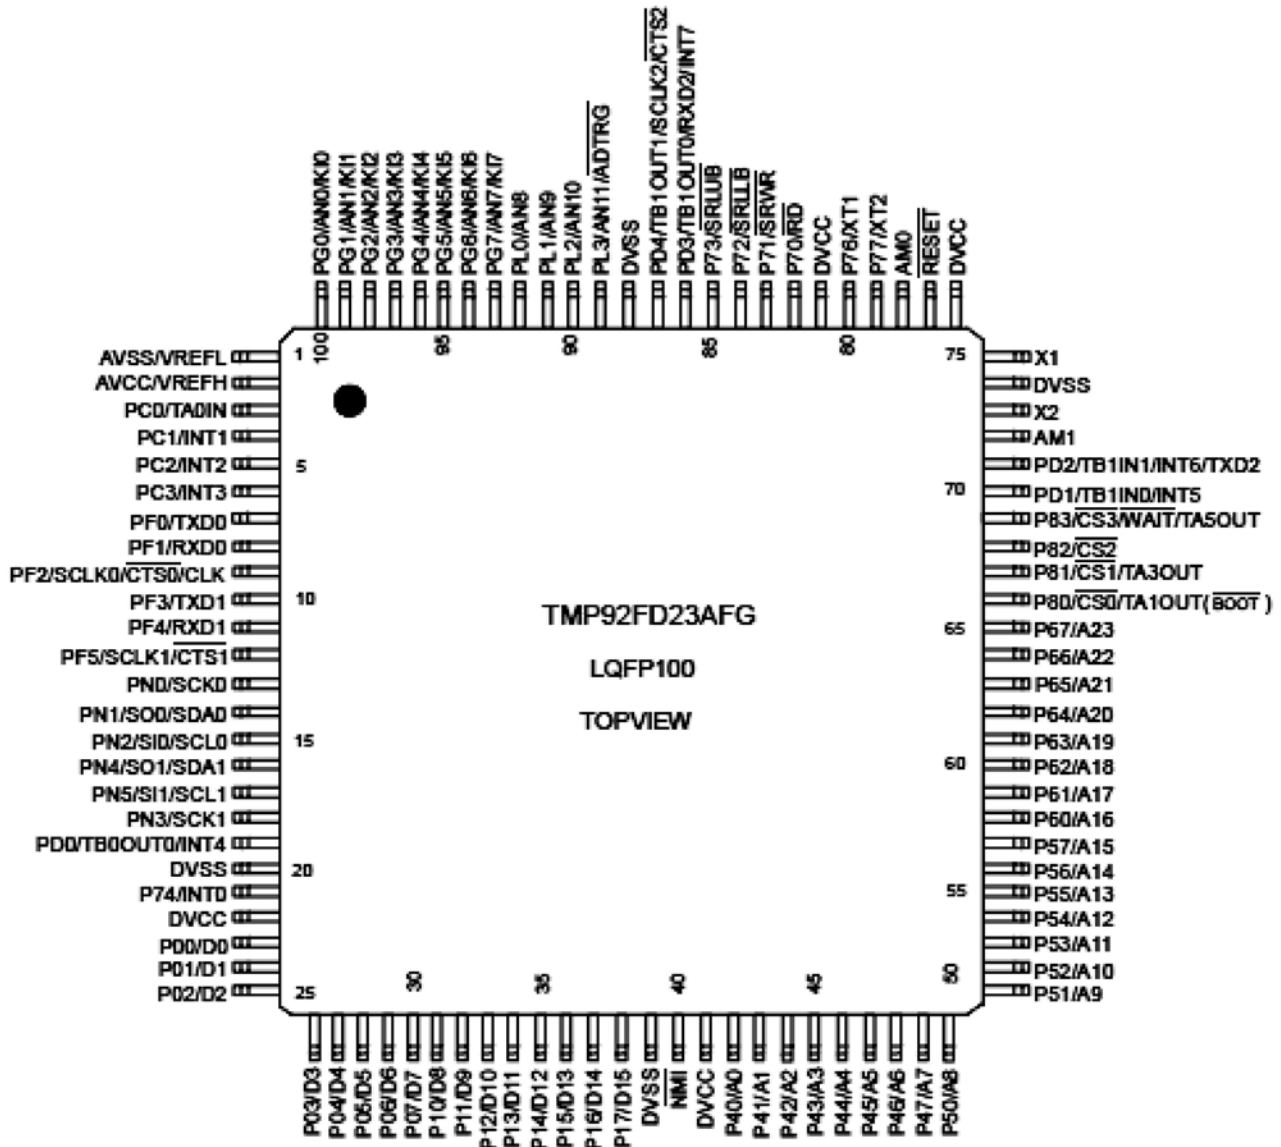 PG0/AN0/KI0
PG1/AN1/KI1
PG2/AN2/KI2
PG3/AN3/KI3
PG4/AN4/KI4
PG5/AN5/KI5
PG6/AN6/KI6
PG7/AN7/KI7
PL0/AN8
PL1/AN9
PL2/AN10
PL3/AN11/ADTRG
DVSS
PD4/TB1OUT1/SCLK2/CTS2
PD3/TB1OUT0/RXD2/INT7
P73/SRLUB
P72/SRLLB
P71/SRWR
P70/RD
DVCC
P76/XT1
P77/XT2
AM0
RESET
DVCC
100
95
90
85
80
AVSS/VREFL 1
AVCC/VREFH
PC0/TA0IN
PC1/INT1
PC2/INT2 5
PC3/INT3
PF0/TXD0
PF1/RXD0
PF2/SCLK0/CTS0/CLK
PF3/TXD1 10
PF4/RXD1
PF5/SCLK1/CTS1
PN0/SCK0
PN1/SO0/SDA0
PN2/SI0/SCL0 15
PN4/SO1/SDA1
PN5/SI1/SCL1
PN3/SCK1
PD0/TB0OUT0/INT4
DVSS 20
P74/INT0
DVCC
P00/D0
P01/D1
P02/D2 25
TMP92FD23AFG
LQFP100
TOPVIEW
75 X1
DVSS
X2
AM1
PD2/TB1IN1/INT6/TXD2
70 PD1/TB1IN0/INT5
P83/CS3/WAIT/TA5OUT
P82/CS2
P81/CS1/TA3OUT
P80/CS0/TA1OUT(BOOT)
65 P67/A23
P66/A22
P65/A21
P64/A20
P63/A19
60 P62/A18
P61/A17
P60/A16
P57/A15
P56/A14
55 P55/A13
P54/A12
P53/A11
P52/A10
50 P51/A9
30
35
40
45
P03/D3
P04/D4
P05/D5
P06/D6
P07/D7
P10/D8
P11/D9
P12/D10
P13/D11
P14/D12
P15/D13
P16/D14
P17/D15
DVSS
NMI
DVCC
P40/A0
P41/A1
P42/A2
P43/A3
P44/A4
P45/A5
P46/A6
P47/A7
P50/A8